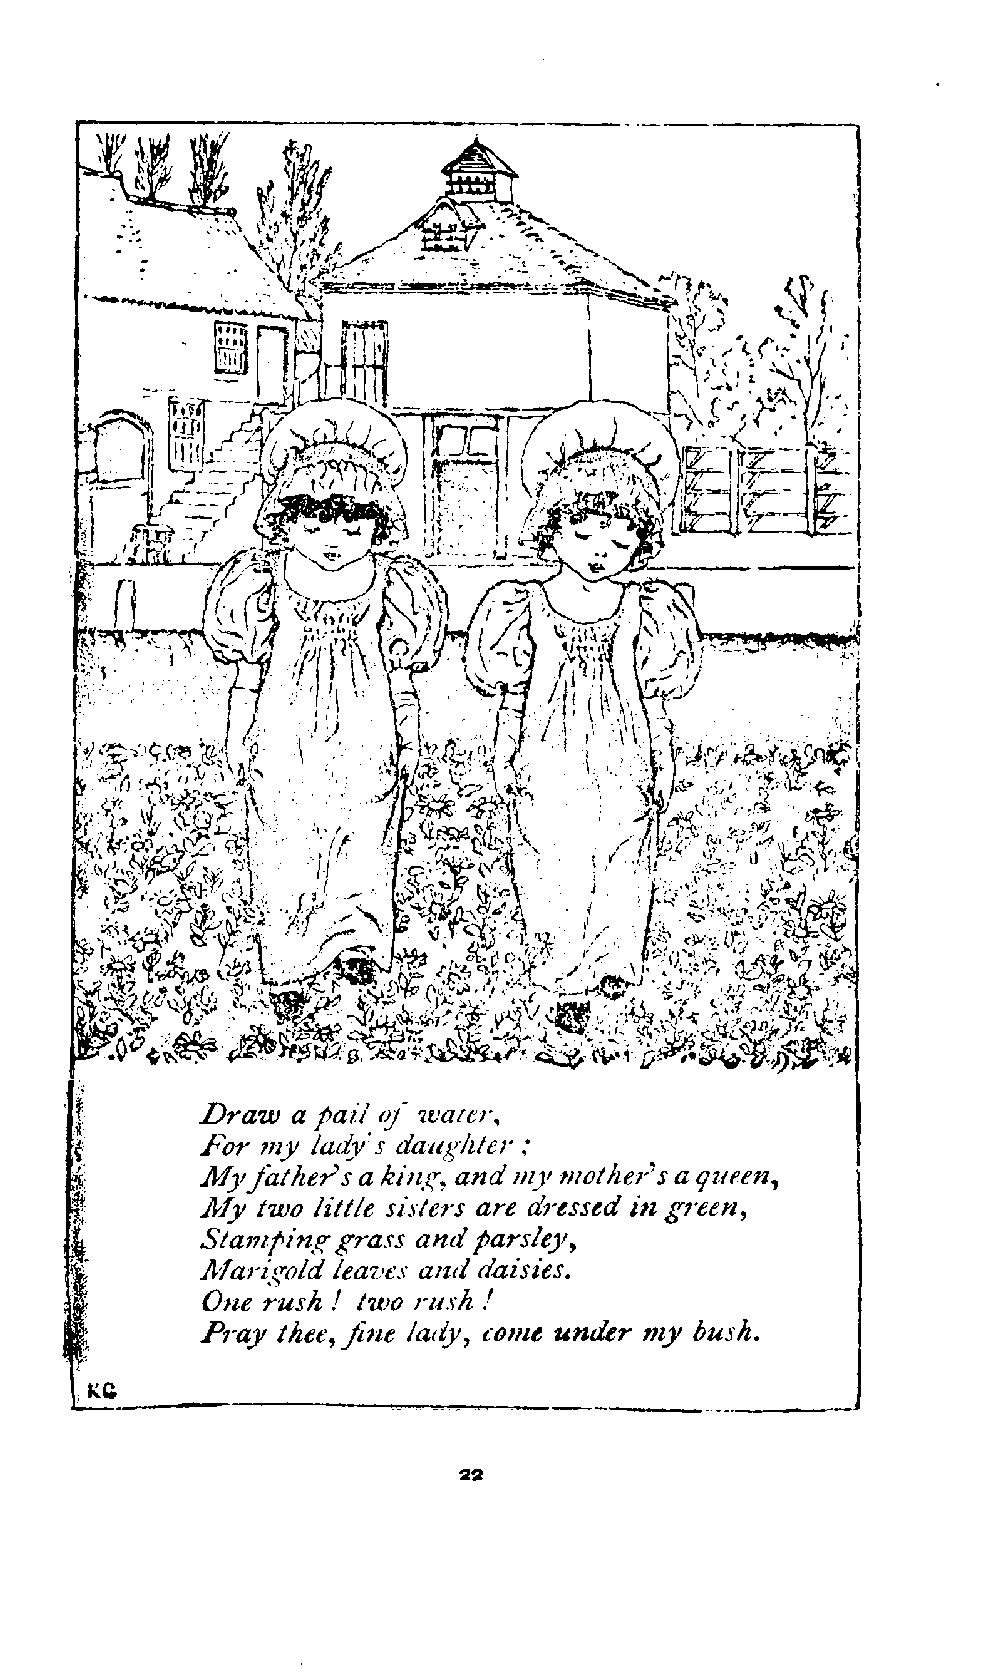 Draw a pail of water,
For my lady's daughter;
My father's a king, and my mother's a queen,
My two little sisters are dressed in green,
Stamping grass and parsley,
Marigold leaves and daisies.
One rush! two rush!
Pray thee, fine lady, come under my bush.
KG
22